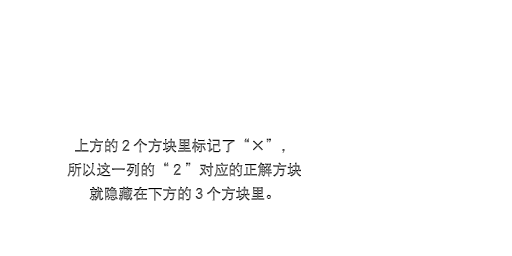 上方的2个方块里标记了“×”，
所以这一列的“2”对应的正解方块
就隐藏在下方的3个方块里。